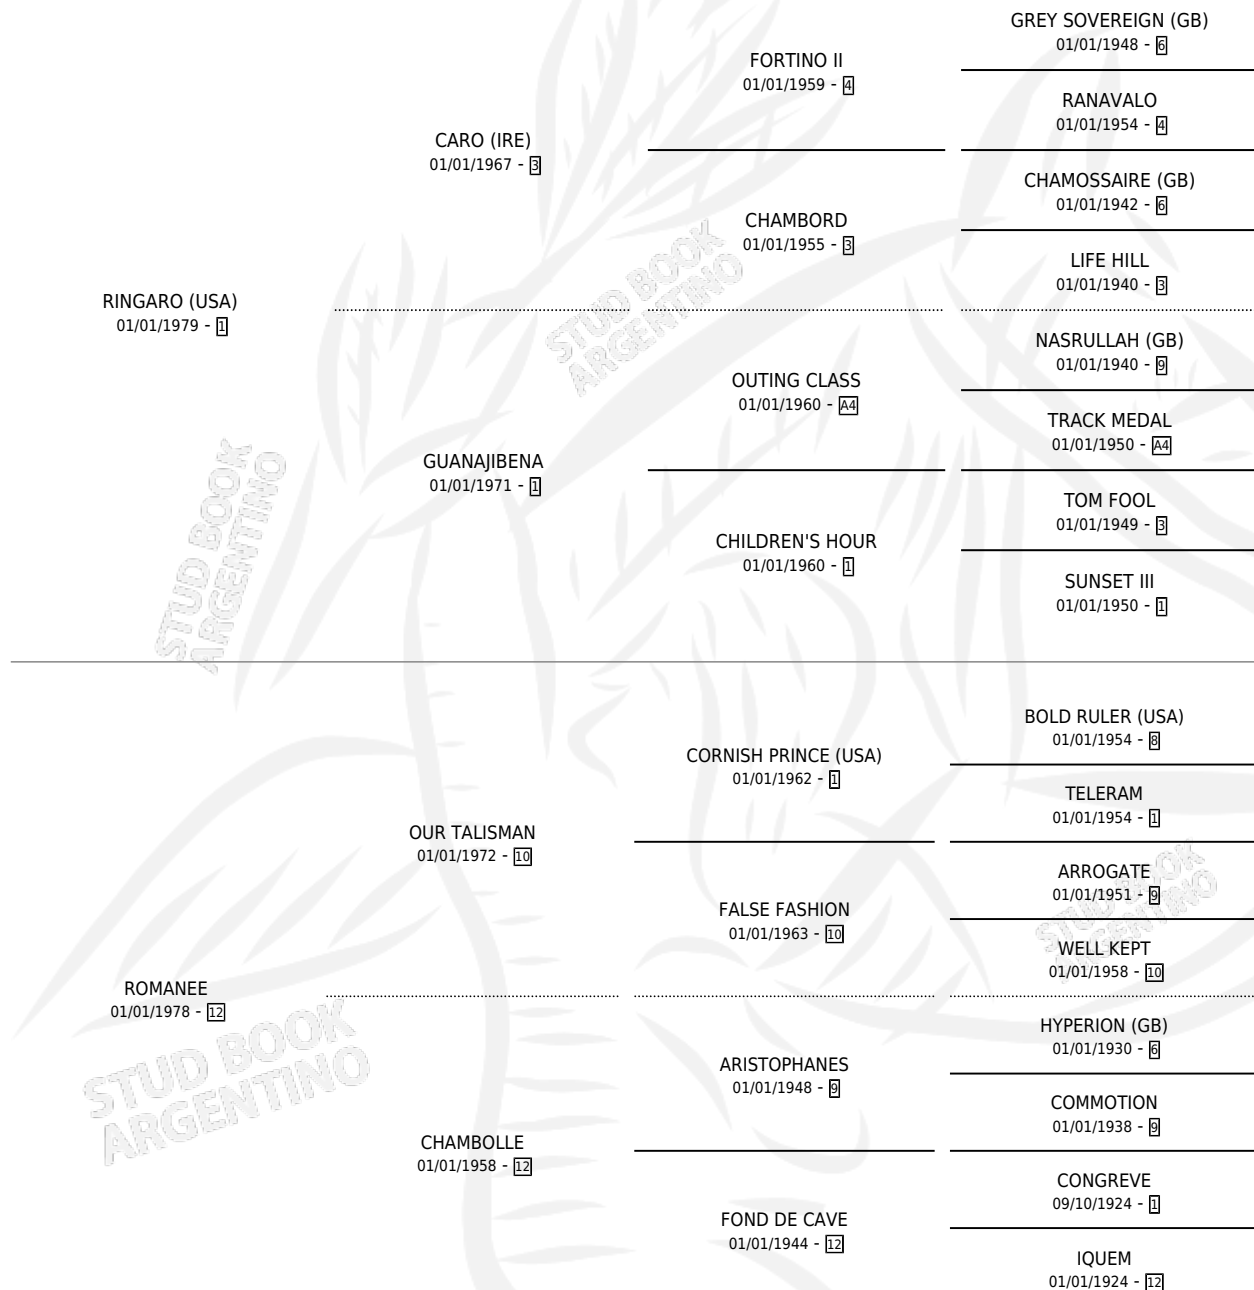 GREY SOVEREIGN (GB)
01/01/1948 - 6
FORTINO II
01/01/1959 - 4
RANAVALO
01/01/1954 - 4
CARO (IRE)
01/01/1967 - 3
CHAMOSSAIRE (GB)
01/01/1942 - 6
CHAMBORD
01/01/1955 - 3
LIFE HILL
01/01/1940 - 3
RINGARO (USA)
01/01/1979 - 1
NASRULLAH (GB)
01/01/1940 - 9
OUTING CLASS
01/01/1960 - A4
TRACK MEDAL
01/01/1950 - A4
GUANAJIBENA
01/01/1971 - 1
TOM FOOL
01/01/1949 - 3
CHILDREN'S HOUR
01/01/1960 - 1
SUNSET III
01/01/1950 - 1
STUD BOOK
ARGENTINO
STUD BOOK
ARGENTINO
BOLD RULER (USA)
01/01/1954 - 8
CORNISH PRINCE (USA)
01/01/1962 - 1
TELERAM
01/01/1954 - 1
OUR TALISMAN
01/01/1972 - 10
ARROGATE
01/01/1951 - 9
FALSE FASHION
01/01/1963 - 10
WELL KEPT
01/01/1958 - 10
ROMANEE
01/01/1978 - 12
HYPERION (GB)
01/01/1930 - 6
ARISTOPHANES
01/01/1948 - 9
COMMOTION
01/01/1938 - 9
CHAMBOLLE
01/01/1958 - 12
CONGREVE
09/10/1924 - 1
FOND DE CAVE
01/01/1944 - 12
IQUEM
01/01/1924 - 12
STUD BOOK
ARGENTINO
STUD BOOK
ARGENTINO